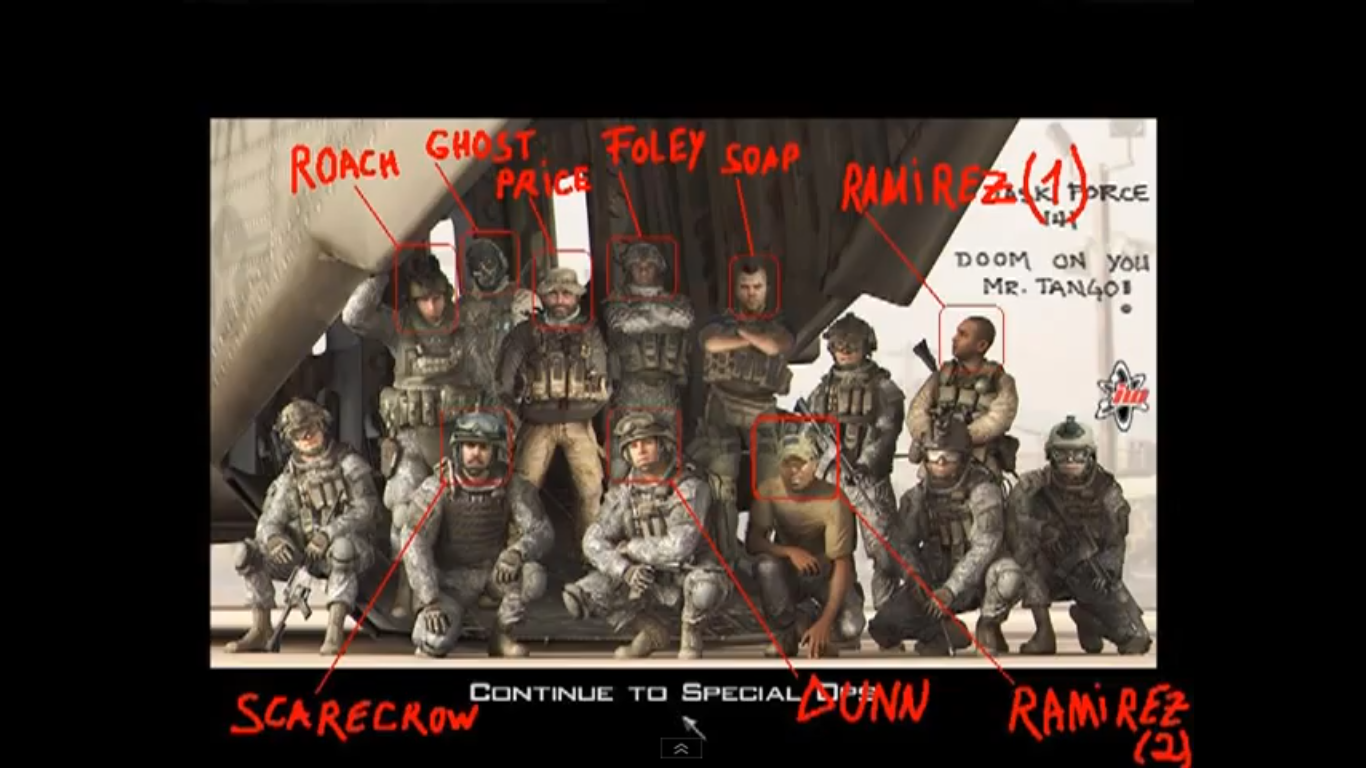 ROACH
GHOST
PRiCE
FOLEY
SOAP
RAMiREZ (1)
TASK FORCE
141
DOOM ON YOU
MR. TANGO!
iw
SCARECROW
CONTINUE TO SPECIAL OPS
DUNN
RAMiREZ
(2)